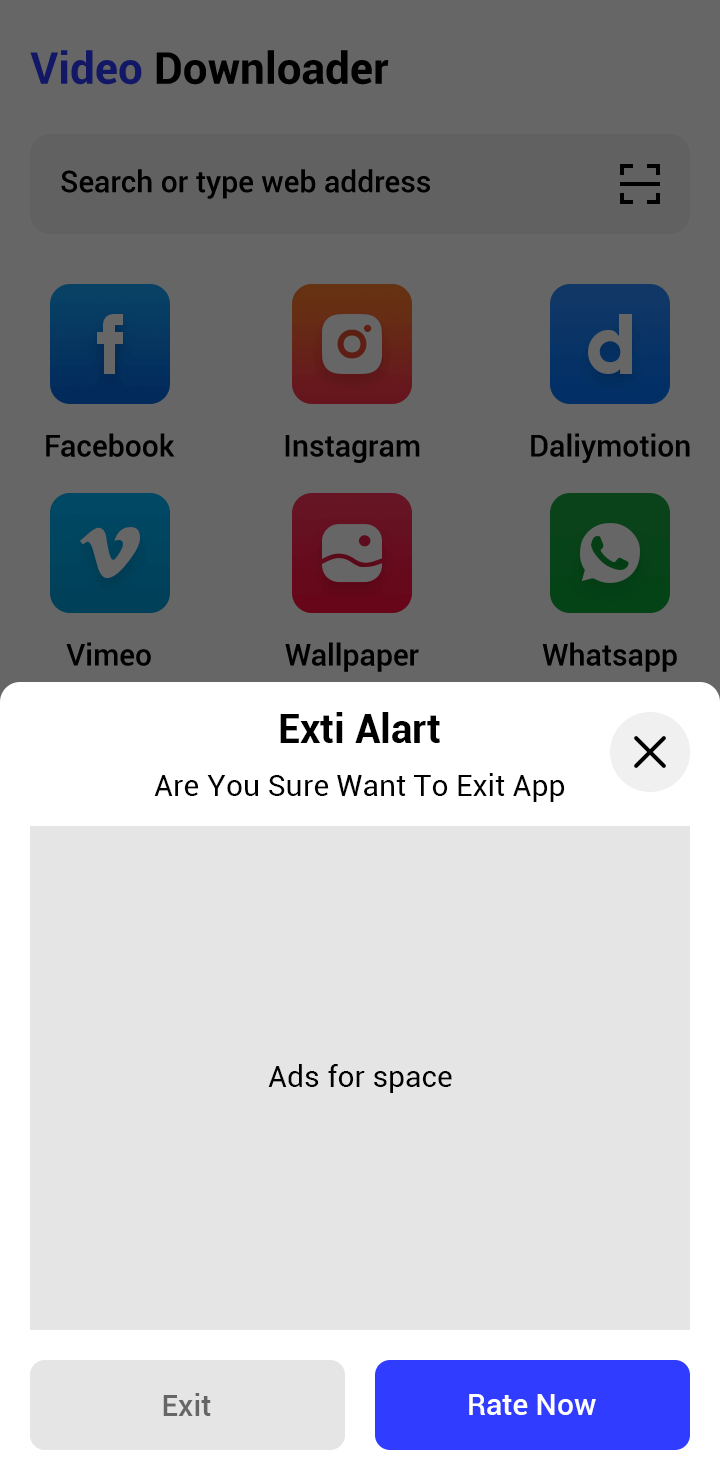 Video Downloader
Search or type web address
Facebook
Instagram
Daliymotion
Vimeo
Wallpaper
Whatsapp
Exti Alart
Are You Sure Want To Exit App
Ads for space
Exit
Rate Now